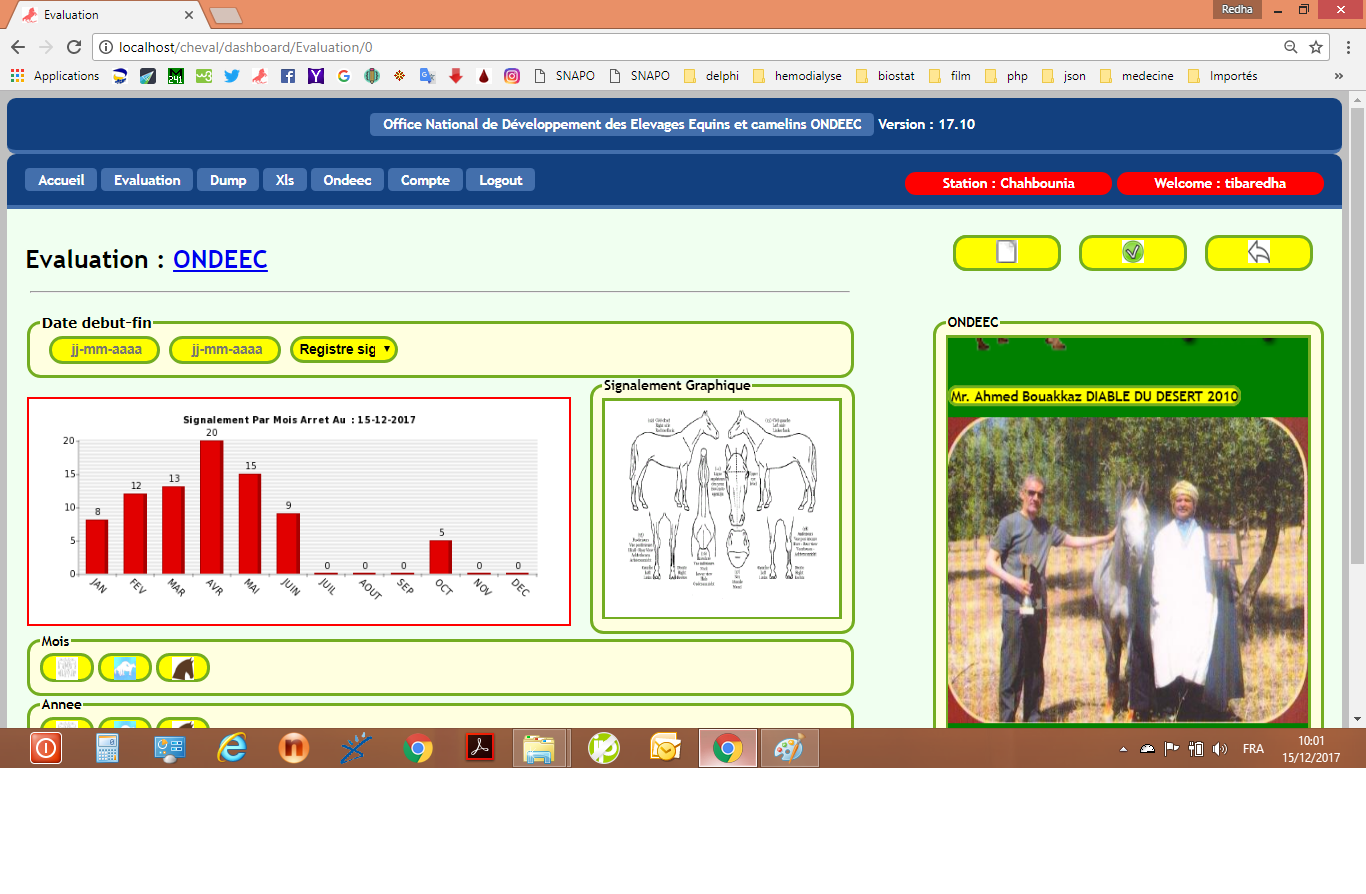 Evaluation
Redha
localhost/cheval/dashboard/Evaluation/0
Applications
SNAPO
SNAPO
delphi
hemodialyse
biostat
film
php
json
medecine
Importés
»
Office National de Développement des Elevages Equins et camelins ONDEEC Version : 17.10
Accueil Evaluation Dump Xls Ondeec Compte Logout
Station : Chahbounia Welcome : tibaredha
Evaluation : ONDEEC
Date debut-fin
jj-mm-aaaa jj-mm-aaaa Registre sig
Signalement Par Mois Arret Au : 15-12-2017
20
15
10
5
0
8 12 13 20 15 9 0 0 0 5 0 0
JAN FEV MAR AVR MAI JUIN JUIL AOUT SEP OCT NOV DEC
Signalement Graphique
Mois
Annee
ONDEEC
Mr. Ahmed Bouakkaz DIABLE DU DESERT 2010
FRA
10:01
15/12/2017